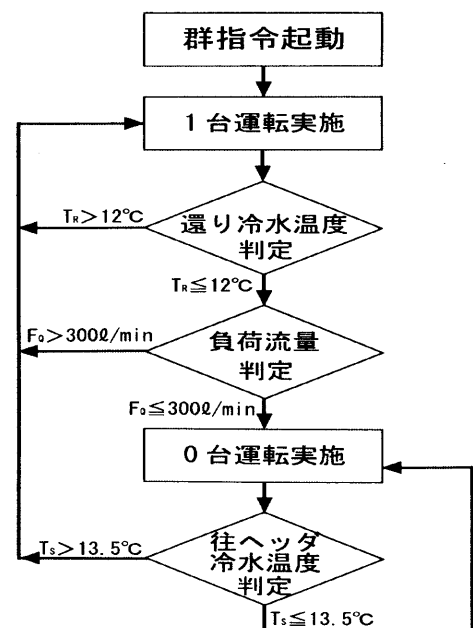 群指令起動
1台運転実施
TR>12℃
還り冷水温度
判定
TR≦12℃
FQ>300ℓ/min
負荷流量
判定
FQ≦300ℓ/min
0台運転実施
TS>13.5℃
往ヘッダ
冷水温度
判定
TS≦13.5℃